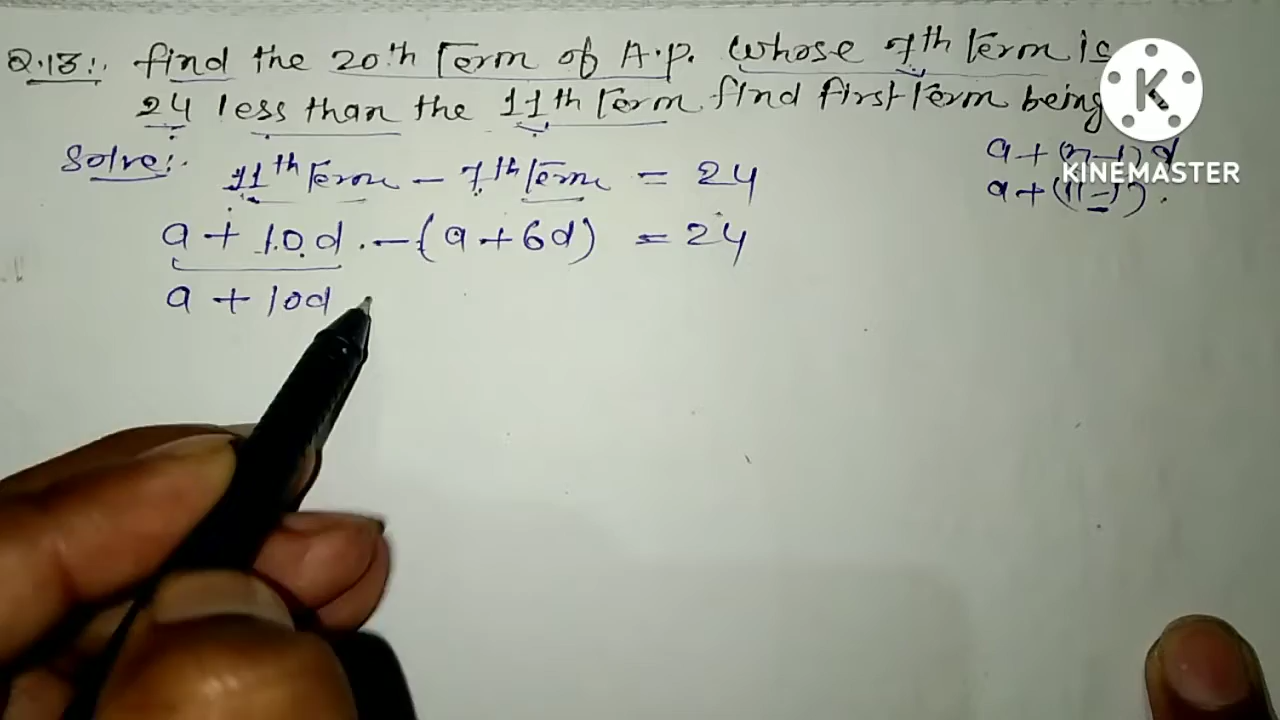 Q.13:. find the 20th Term of A.P. whose 7th term is
24 less than the 11th term find first term being
Solve:. 11th term - 7th term = 24
a + 10d - (a + 6d) = 24
a + 10d
a + (n-1) d
a + (11-1)
K
KINEMASTER